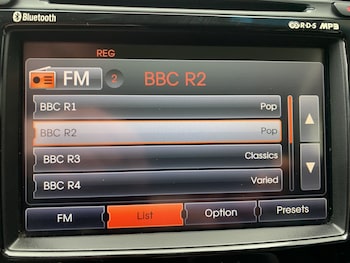 Bluetooth R·D·S MP3
REG
FM 2 BBC R2
BBC R1 Pop
BBC R2 Pop
BBC R3 Classics
BBC R4 Varied
FM List Option Presets